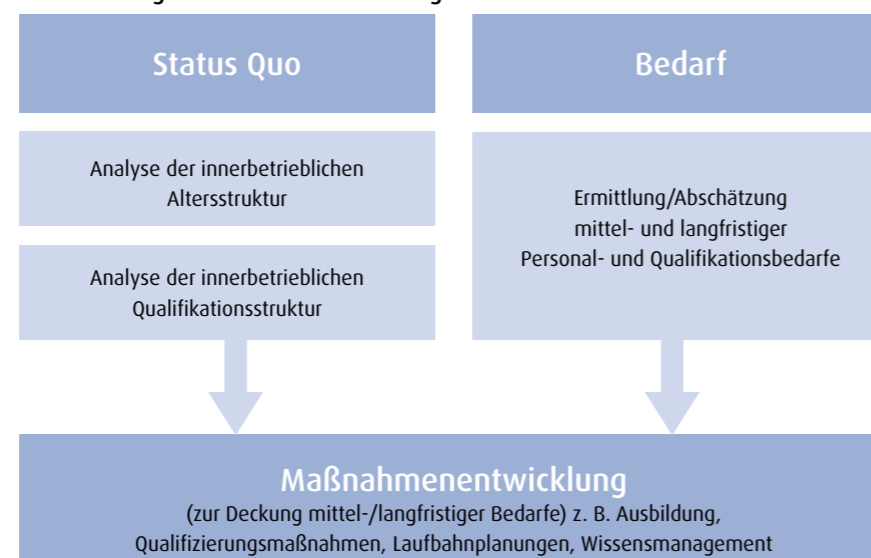 Status Quo
Analyse der innerbetrieblichen
Altersstruktur
Analyse der innerbetrieblichen
Qualifikationsstruktur
Bedarf
Ermittlung/Abschätzung
mittel- und langfristiger
Personal- und Qualifikationsbedarfe
Maßnahmenentwicklung
(zur Deckung mittel-/langfristiger Bedarfe) z. B. Ausbildung,
Qualifizierungsmaßnahmen, Laufbahnplanungen, Wissensmanagement